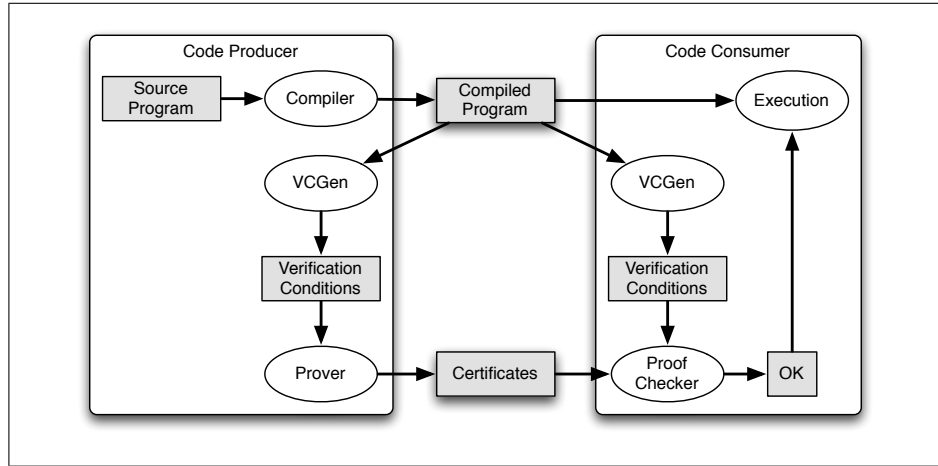 Code Producer
Code Consumer
Source
Program
Compiler
Compiled
Program
Execution
VCGen
VCGen
Verification
Conditions
Verification
Conditions
Prover
Certificates
Proof
Checker
OK